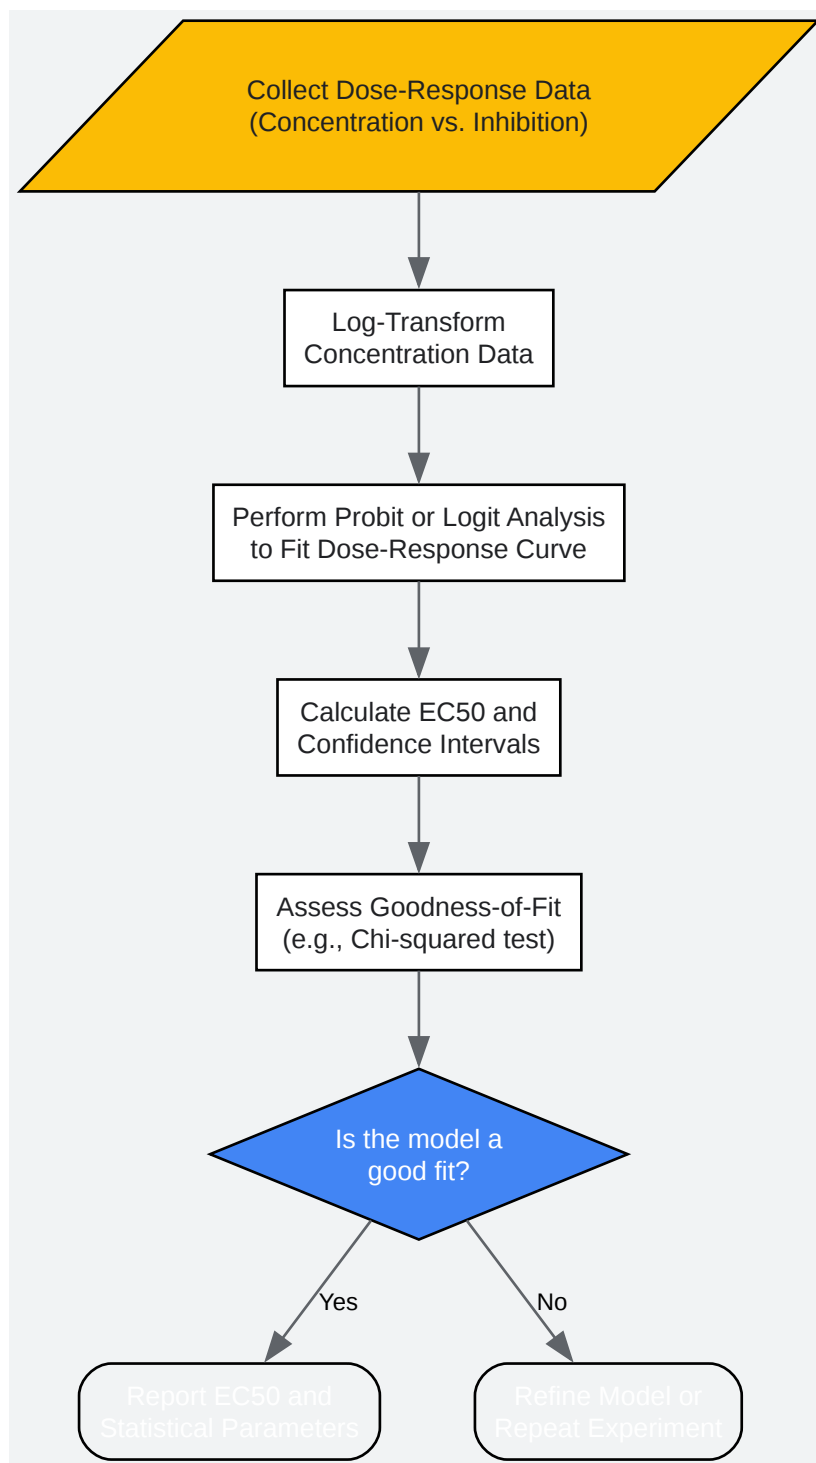 Collect Dose-Response Data
(Concentration vs. Inhibition)
Log-Transform
Concentration Data
Perform Probit or Logit Analysis
to Fit Dose-Response Curve
Calculate EC50 and
Confidence Intervals
Assess Goodness-of-Fit
(e.g., Chi-squared test)
Is the model a
good fit?
Yes
No
Report EC50 and
Statistical Parameters
Refine Model or
Repeat Experiment